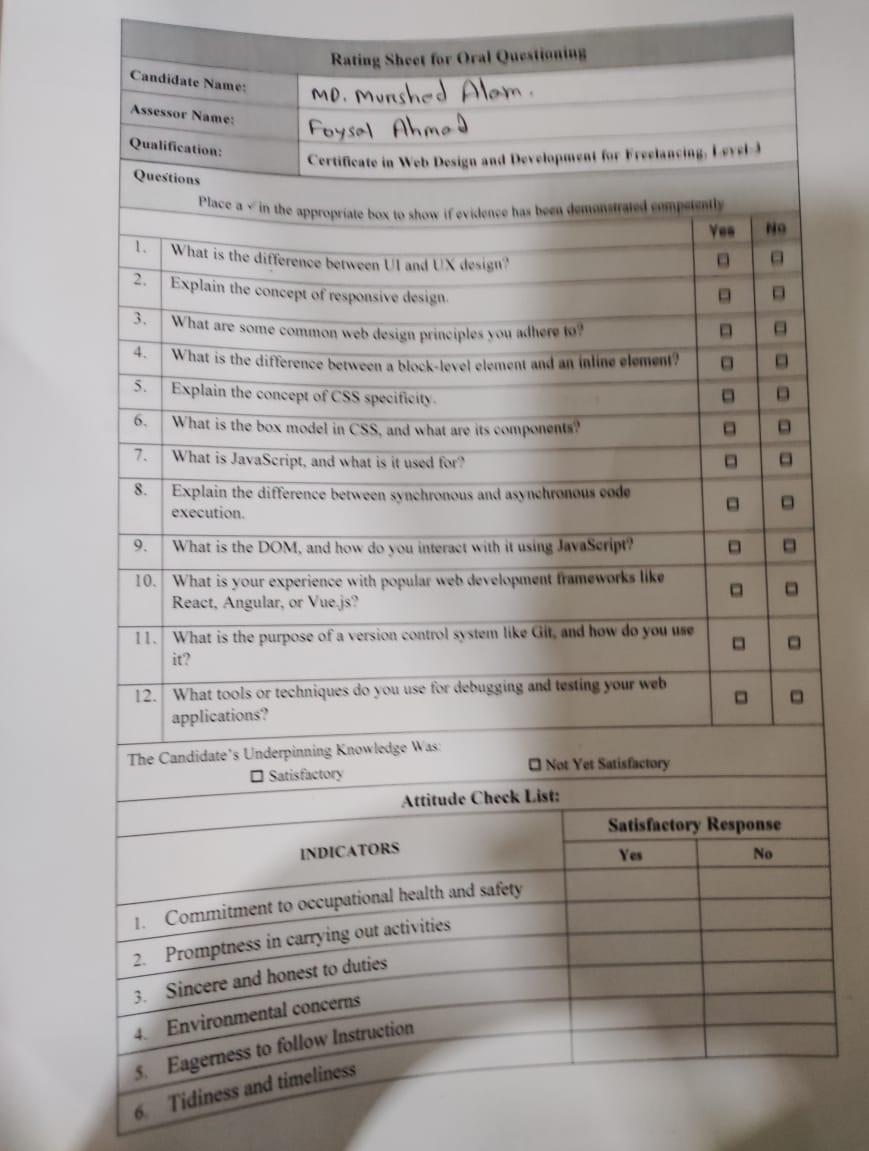 Rating Sheet for Oral Questioning
Candidate Name: MD. Munshed Alam.
Assessor Name: Foysal Ahmed
Qualification: Certificate in Web Design and Development for Freelancing, Level-3
Questions
Place a ✓ in the appropriate box to show if evidence has been demonstrated competently
Yes No
1. What is the difference between UI and UX design? ☐ ☐
2. Explain the concept of responsive design. ☐ ☐
3. What are some common web design principles you adhere to? ☐ ☐
4. What is the difference between a block-level element and an inline element? ☐ ☐
5. Explain the concept of CSS specificity. ☐ ☐
6. What is the box model in CSS, and what are its components? ☐ ☐
7. What is JavaScript, and what is it used for? ☐ ☐
8. Explain the difference between synchronous and asynchronous code
execution. ☐ ☐
9. What is the DOM, and how do you interact with it using JavaScript? ☐ ☐
10. What is your experience with popular web development frameworks like
React, Angular, or Vue.js? ☐ ☐
11. What is the purpose of a version control system like Git, and how do you use
it? ☐ ☐
12. What tools or techniques do you use for debugging and testing your web
applications? ☐ ☐
The Candidate's Underpinning Knowledge Was:
☐ Satisfactory ☐ Not Yet Satisfactory
Attitude Check List:
INDICATORS Satisfactory Response
Yes No
1. Commitment to occupational health and safety
2. Promptness in carrying out activities
3. Sincere and honest to duties
4. Environmental concerns
5. Eagerness to follow Instruction
6. Tidiness and timeliness